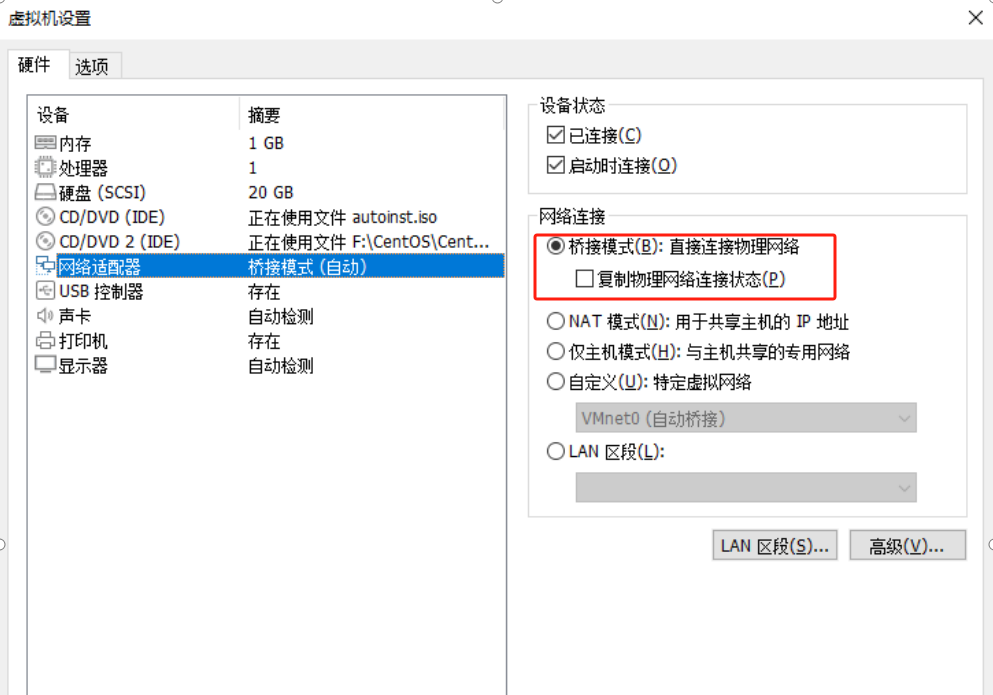 虚拟机设置
硬件 选项
设备 摘要
内存 1 GB
处理器 1
硬盘 (SCSI) 20 GB
CD/DVD (IDE) 正在使用文件 autoinst.iso
CD/DVD 2 (IDE) 正在使用文件 F:\CentOS\Cent...
网络适配器 桥接模式 (自动)
USB 控制器 存在
声卡 自动检测
打印机 存在
显示器 自动检测
设备状态
已连接(C)
启动时连接(O)
网络连接
桥接模式(B): 直接连接物理网络
复制物理网络连接状态(P)
NAT 模式(N): 用于共享主机的 IP 地址
仅主机模式(H): 与主机共享的专用网络
自定义(U): 特定虚拟网络
VMnet0 (自动桥接)
LAN 区段(L):
LAN 区段(S)... 高级(V)...